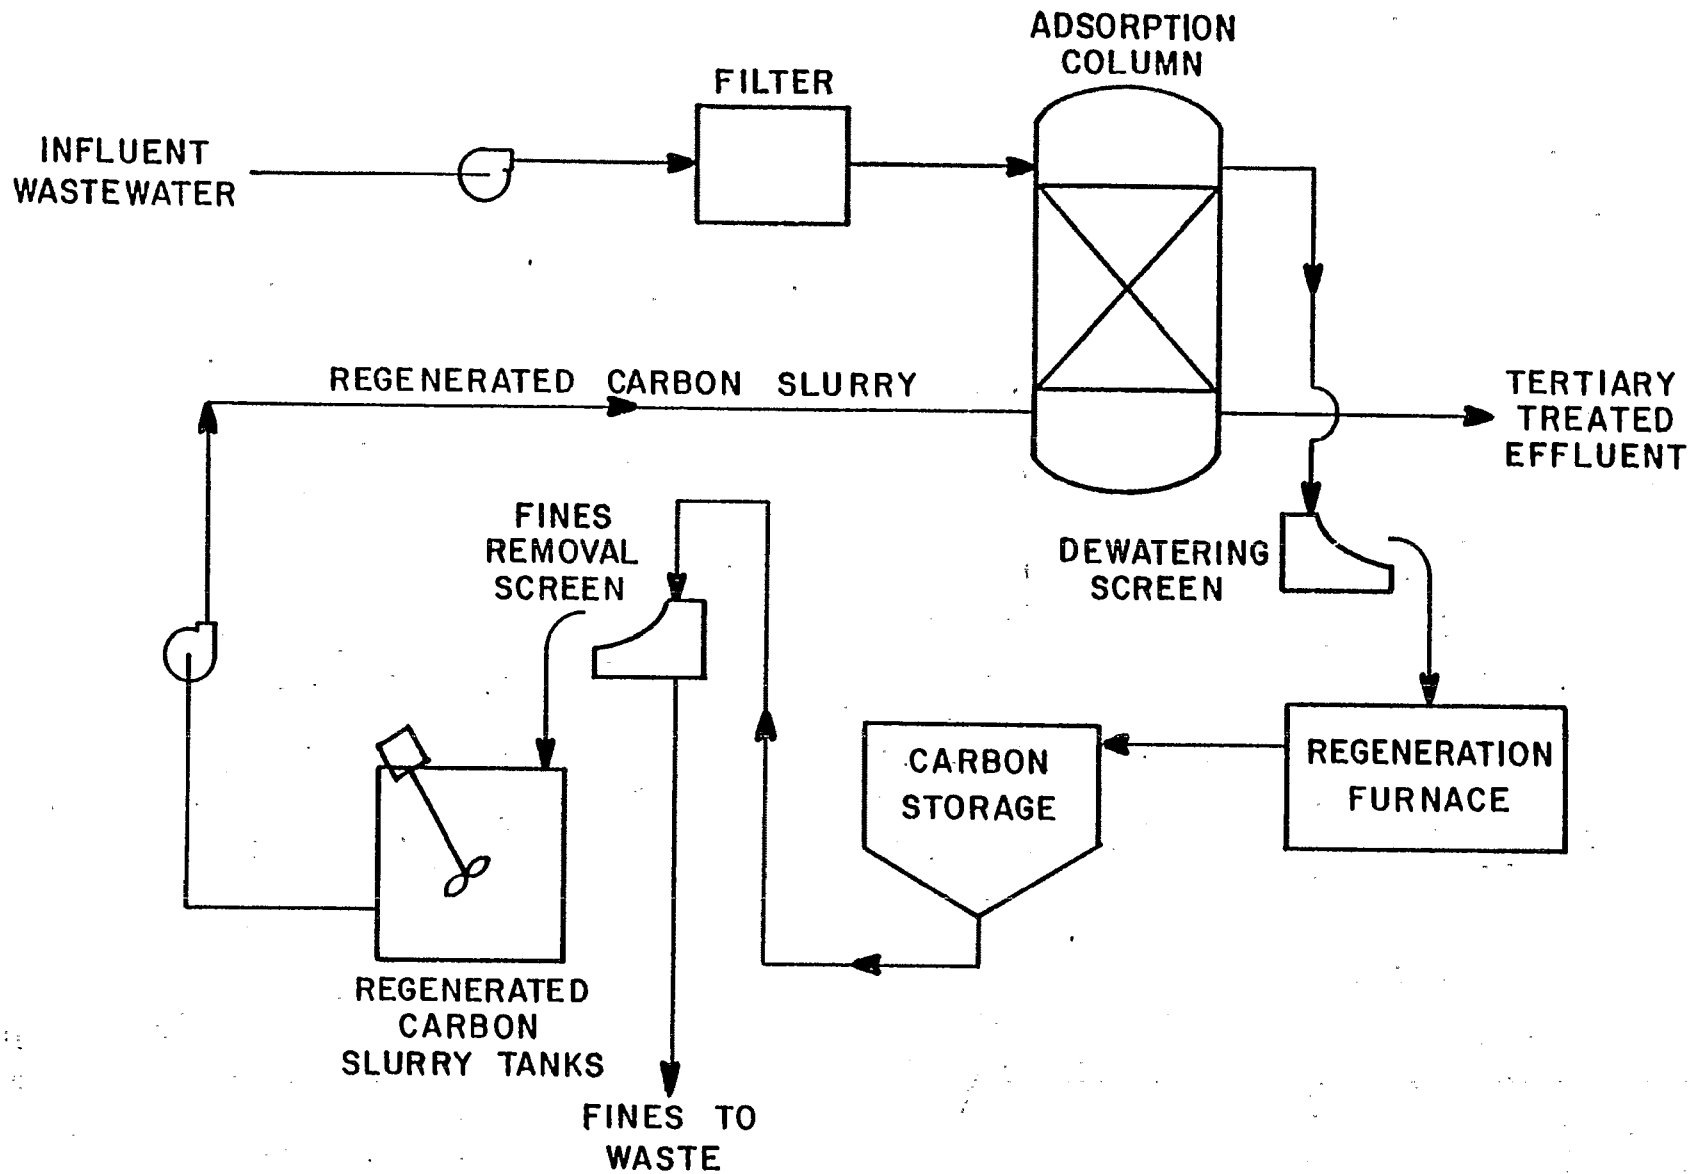 ADSORPTION
COLUMN
FILTER
INFLUENT
WASTEWATER
REGENERATED CARBON SLURRY
TERTIARY
TREATED
EFFLUENT
FINES
REMOVAL
SCREEN
DEWATERING
SCREEN
CARBON
STORAGE
REGENERATION
FURNACE
REGENERATED
CARBON
SLURRY TANKS
FINES TO
WASTE